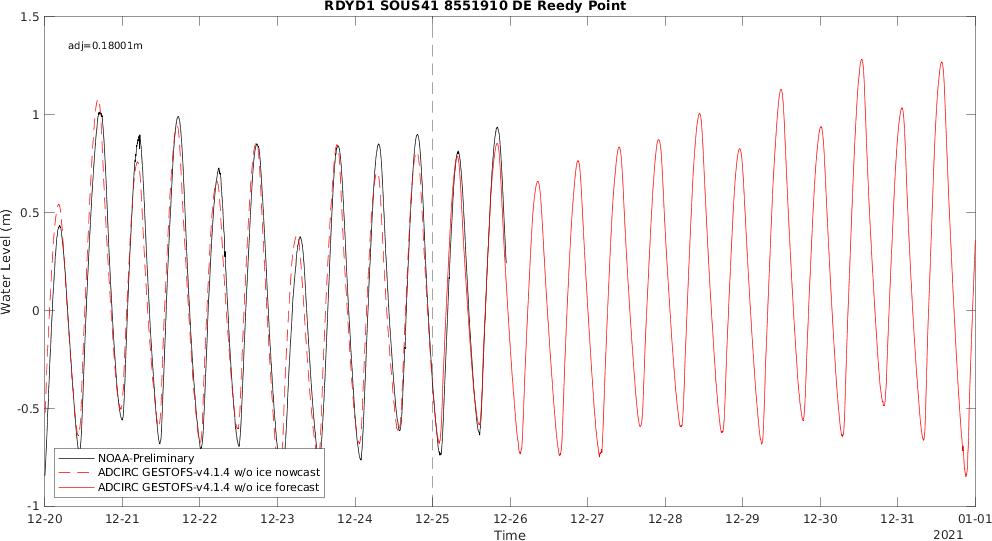 RDYD1 SOUS41 8551910 DE Reedy Point
adj=0.18001m
Water Level (m)
1.5
1
0.5
0
-0.5
-1
NOAA-Preliminary
ADCIRC GESTOFS-v4.1.4 w/o ice nowcast
ADCIRC GESTOFS-v4.1.4 w/o ice forecast
12-20 12-21 12-22 12-23 12-24 12-25 12-26 12-27 12-28 12-29 12-30 12-31 01-01
Time
2021